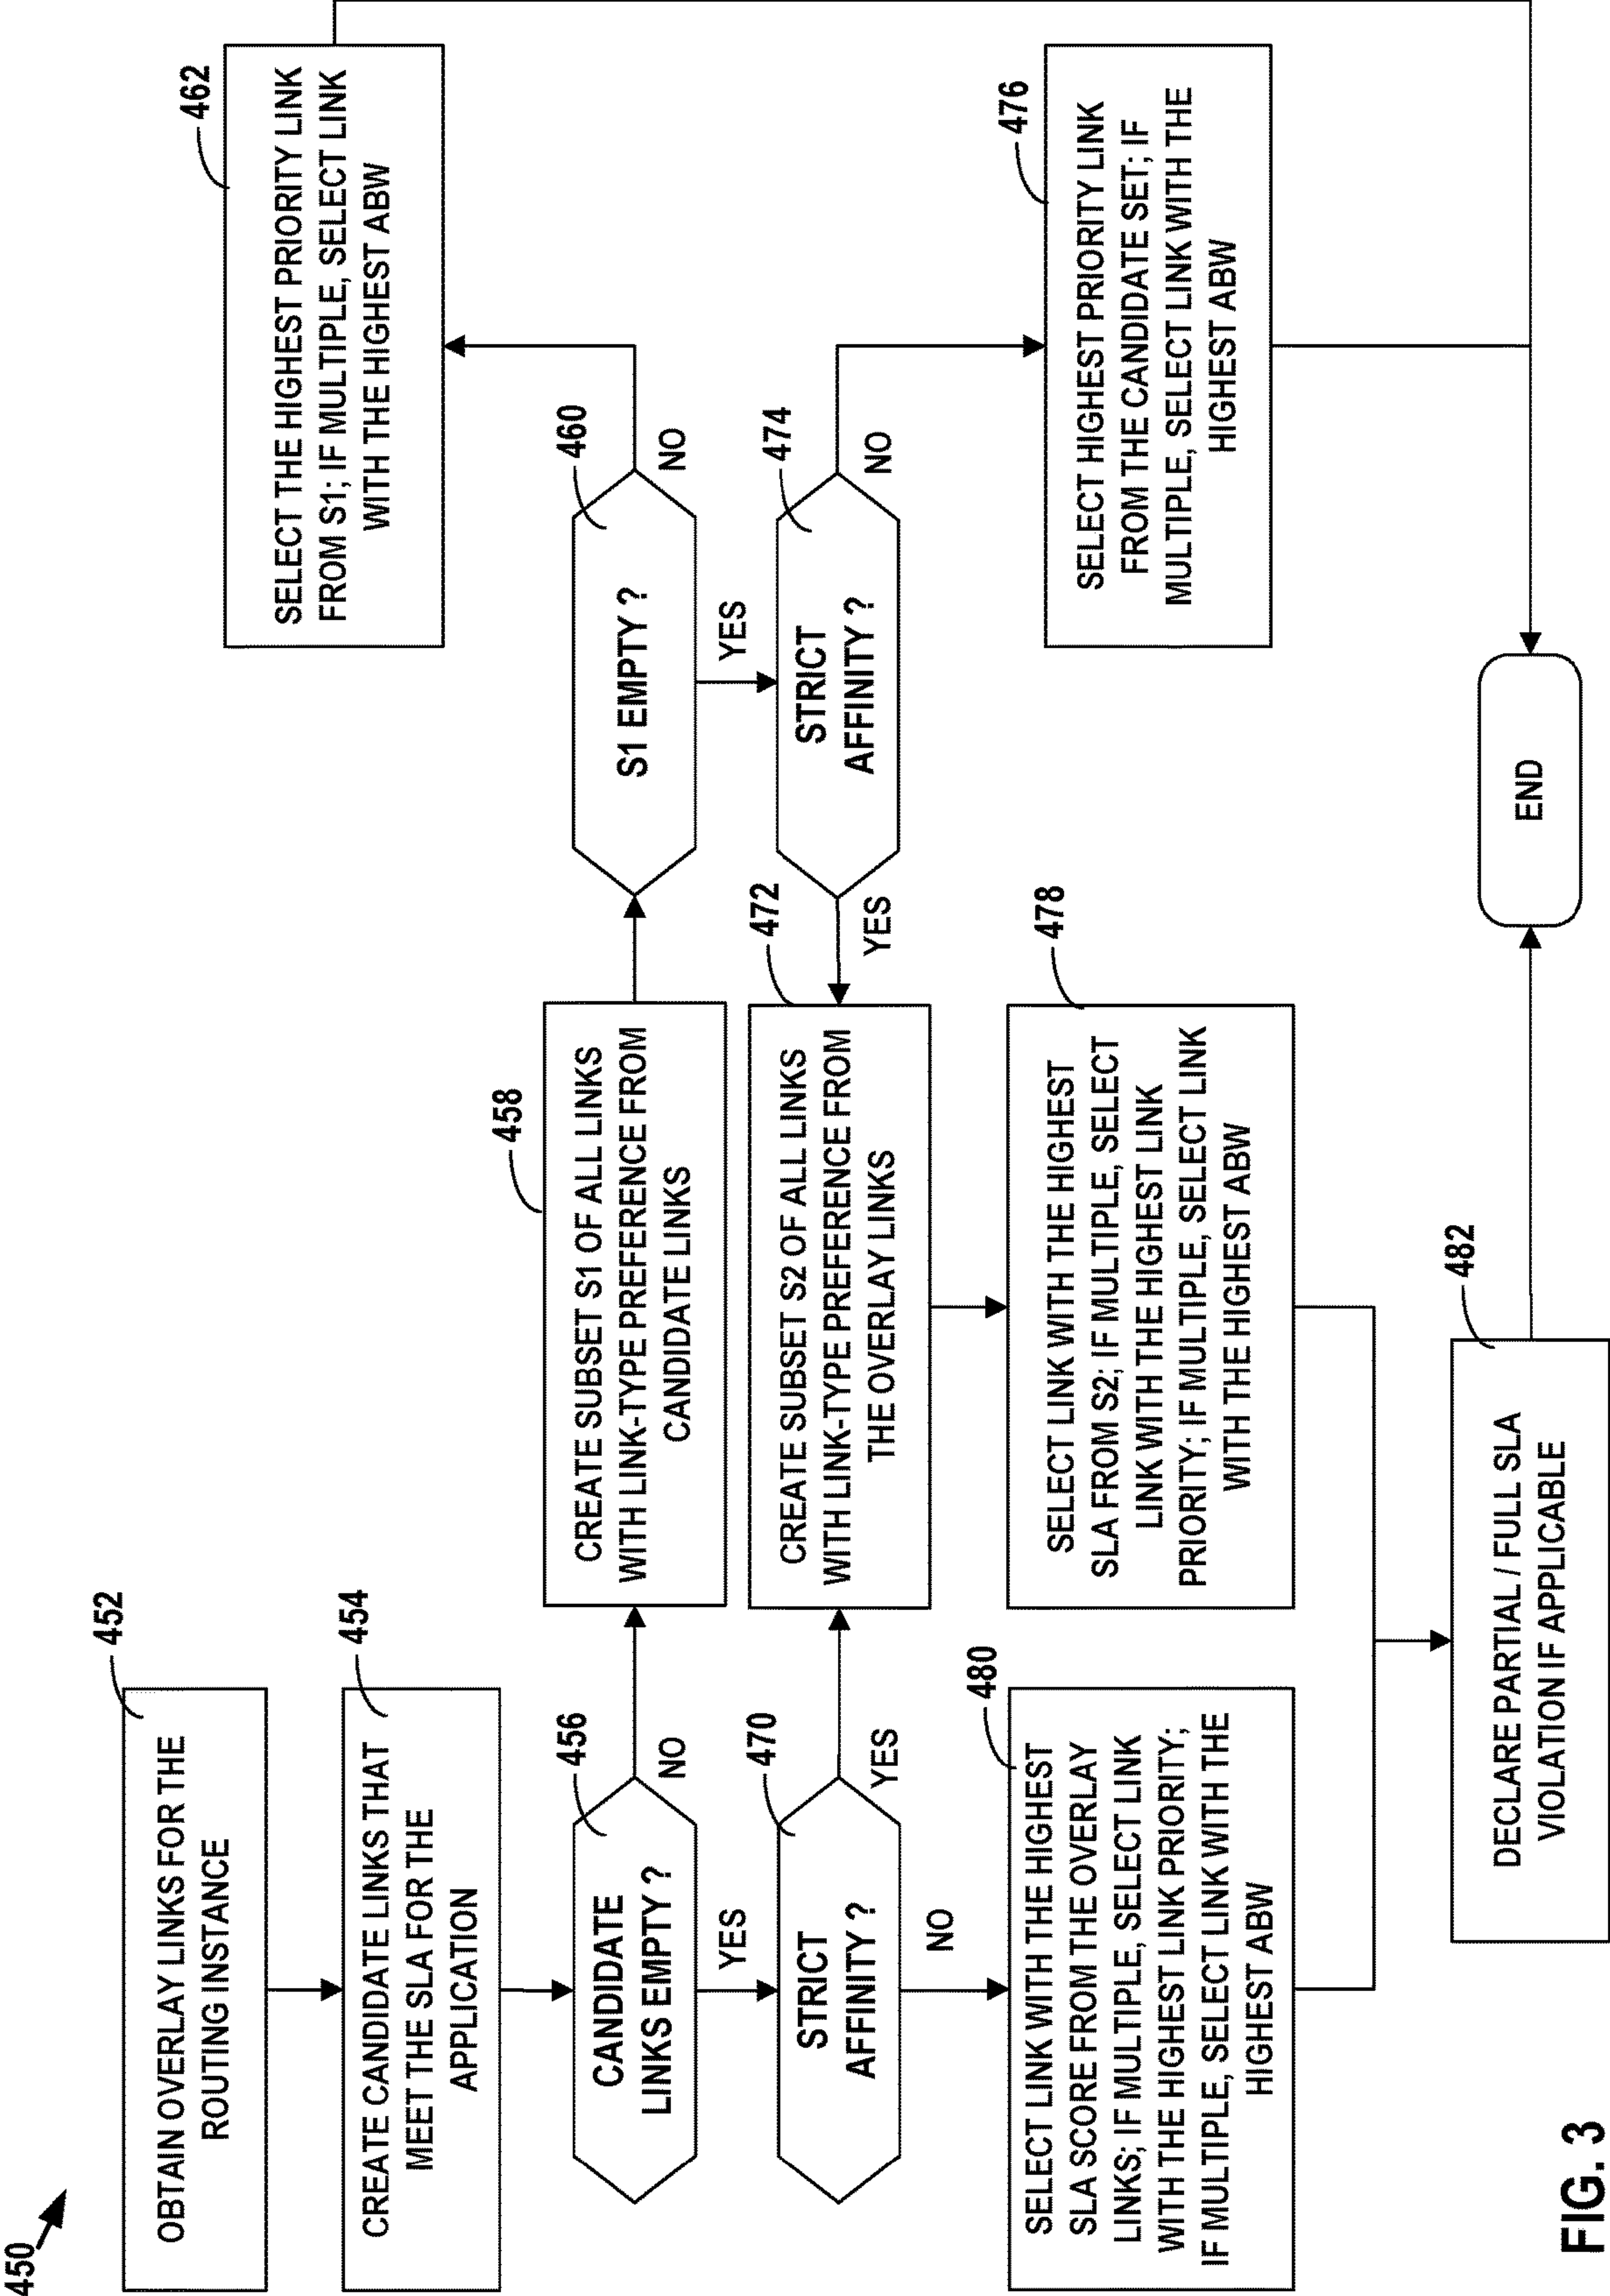 450
452
OBTAIN OVERLAY LINKS FOR THE
ROUTING INSTANCE
454
CREATE CANDIDATE LINKS THAT
MEET THE SLA FOR THE
APPLICATION
456
CANDIDATE
LINKS EMPTY ?
NO
YES
458
CREATE SUBSET S1 OF ALL LINKS
WITH LINK-TYPE PREFERENCE FROM
CANDIDATE LINKS
460
S1 EMPTY ?
NO
YES
462
SELECT THE HIGHEST PRIORITY LINK
FROM S1; IF MULTIPLE, SELECT LINK
WITH THE HIGHEST ABW
470
STRICT
AFFINITY ?
YES
NO
472
CREATE SUBSET S2 OF ALL LINKS
WITH LINK-TYPE PREFERENCE FROM
THE OVERLAY LINKS
474
STRICT
AFFINITY ?
YES
NO
476
SELECT HIGHEST PRIORITY LINK
FROM THE CANDIDATE SET; IF
MULTIPLE, SELECT LINK WITH THE
HIGHEST ABW
480
SELECT LINK WITH THE HIGHEST
SLA SCORE FROM THE OVERLAY
LINKS; IF MULTIPLE, SELECT LINK
WITH THE HIGHEST LINK PRIORITY;
IF MULTIPLE, SELECT LINK WITH THE
HIGHEST ABW
478
SELECT LINK WITH THE HIGHEST
SLA FROM S2; IF MULTIPLE, SELECT
LINK WITH THE HIGHEST LINK
PRIORITY; IF MULTIPLE, SELECT LINK
WITH THE HIGHEST ABW
482
DECLARE PARTIAL / FULL SLA
VIOLATION IF APPLICABLE
END
FIG. 3